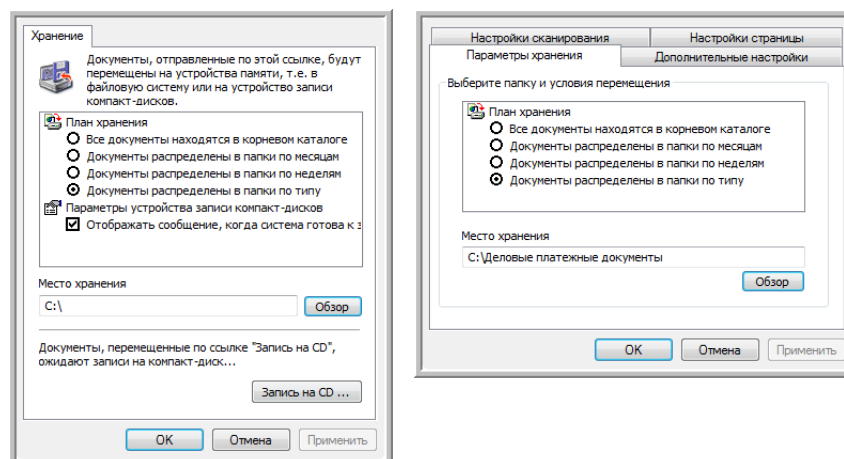 Хранение
Документы, отправленные по этой ссылке, будут
перемещены на устройства памяти, т.е. в
файловую систему или на устройство записи
компакт-дисков.
План хранения
Все документы находятся в корневом каталоге
Документы распределены в папки по месяцам
Документы распределены в папки по неделям
Документы распределены в папки по типу
Параметры устройства записи компакт-дисков
Отображать сообщение, когда система готова к з
Место хранения
C:\
Обзор
Документы, перемещенные по ссылке "Запись на CD",
ожидают записи на компакт-диск...
Запись на CD ...
OK Отмена Применить
Настройки сканирования Настройки страницы
Параметры хранения Дополнительные настройки
Выберите папку и условия перемещения
План хранения
Все документы находятся в корневом каталоге
Документы распределены в папки по месяцам
Документы распределены в папки по неделям
Документы распределены в папки по типу
Место хранения
C:\Деловые платежные документы
Обзор
OK Отмена Применить